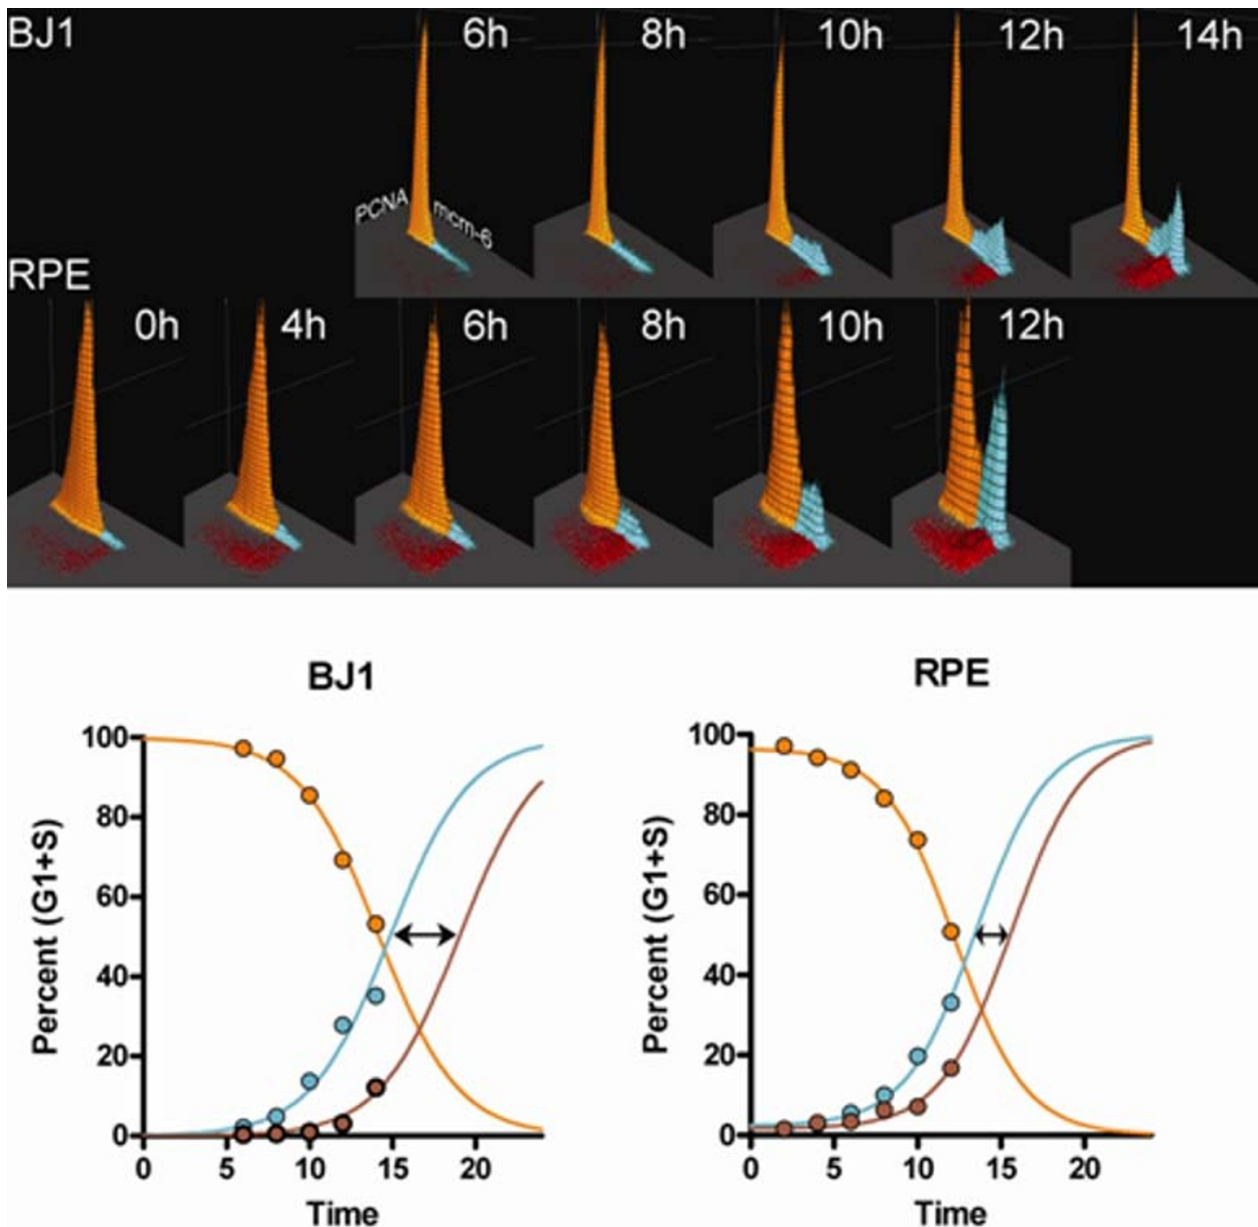 BJ1
6h 8h 10h 12h 14h
PCNA mcm-6
RPE
0h 4h 6h 8h 10h 12h
BJ1 RPE
100 100
80 80
60 60
40 40
20 20
0 0
0 5 10 15 20 0 5 10 15 20
Percent (G1+S) Percent (G1+S)
Time Time